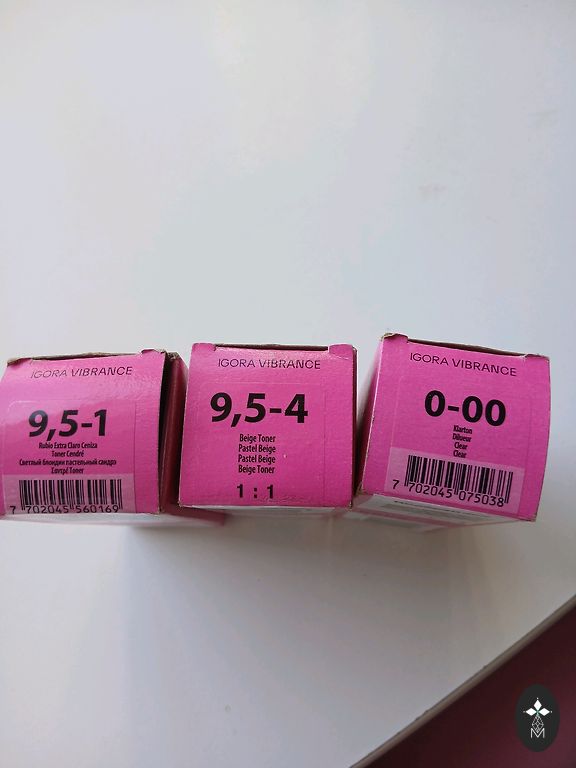 IGORA VIBRANCE
9,5-1
Rubio Extra Claro Ceniza
Toner Cendré
Светлый блондин пастельный сандрэ
Σαντρέ Toner
7 702045 560169
IGORA VIBRANCE
9,5-4
Beige Toner
Pastel Beige
Pastel Beige
Beige Toner
1 : 1
IGORA VIBRANCE
0-00
Klarton
Dilueur
Clear
Clear
7 702045 075038
M